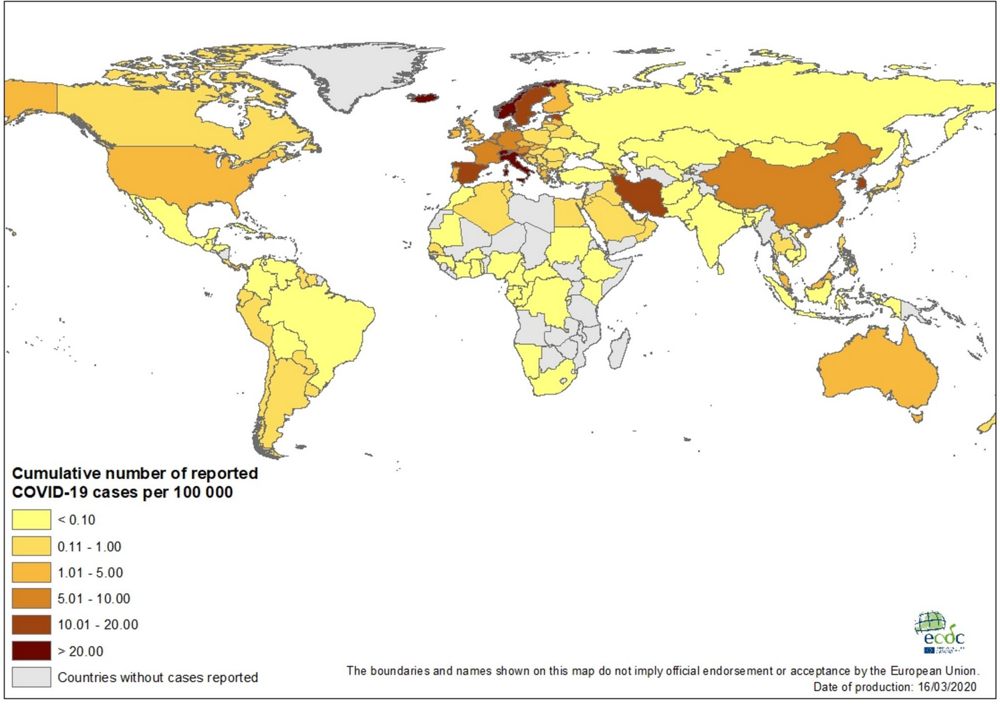 Cumulative number of reported
COVID-19 cases per 100 000
< 0.10
0.11 - 1.00
1.01 - 5.00
5.01 - 10.00
10.01 - 20.00
> 20.00
Countries without cases reported
ecdc
The boundaries and names shown on this map do not imply official endorsement or acceptance by the European Union.
Date of production: 16/03/2020